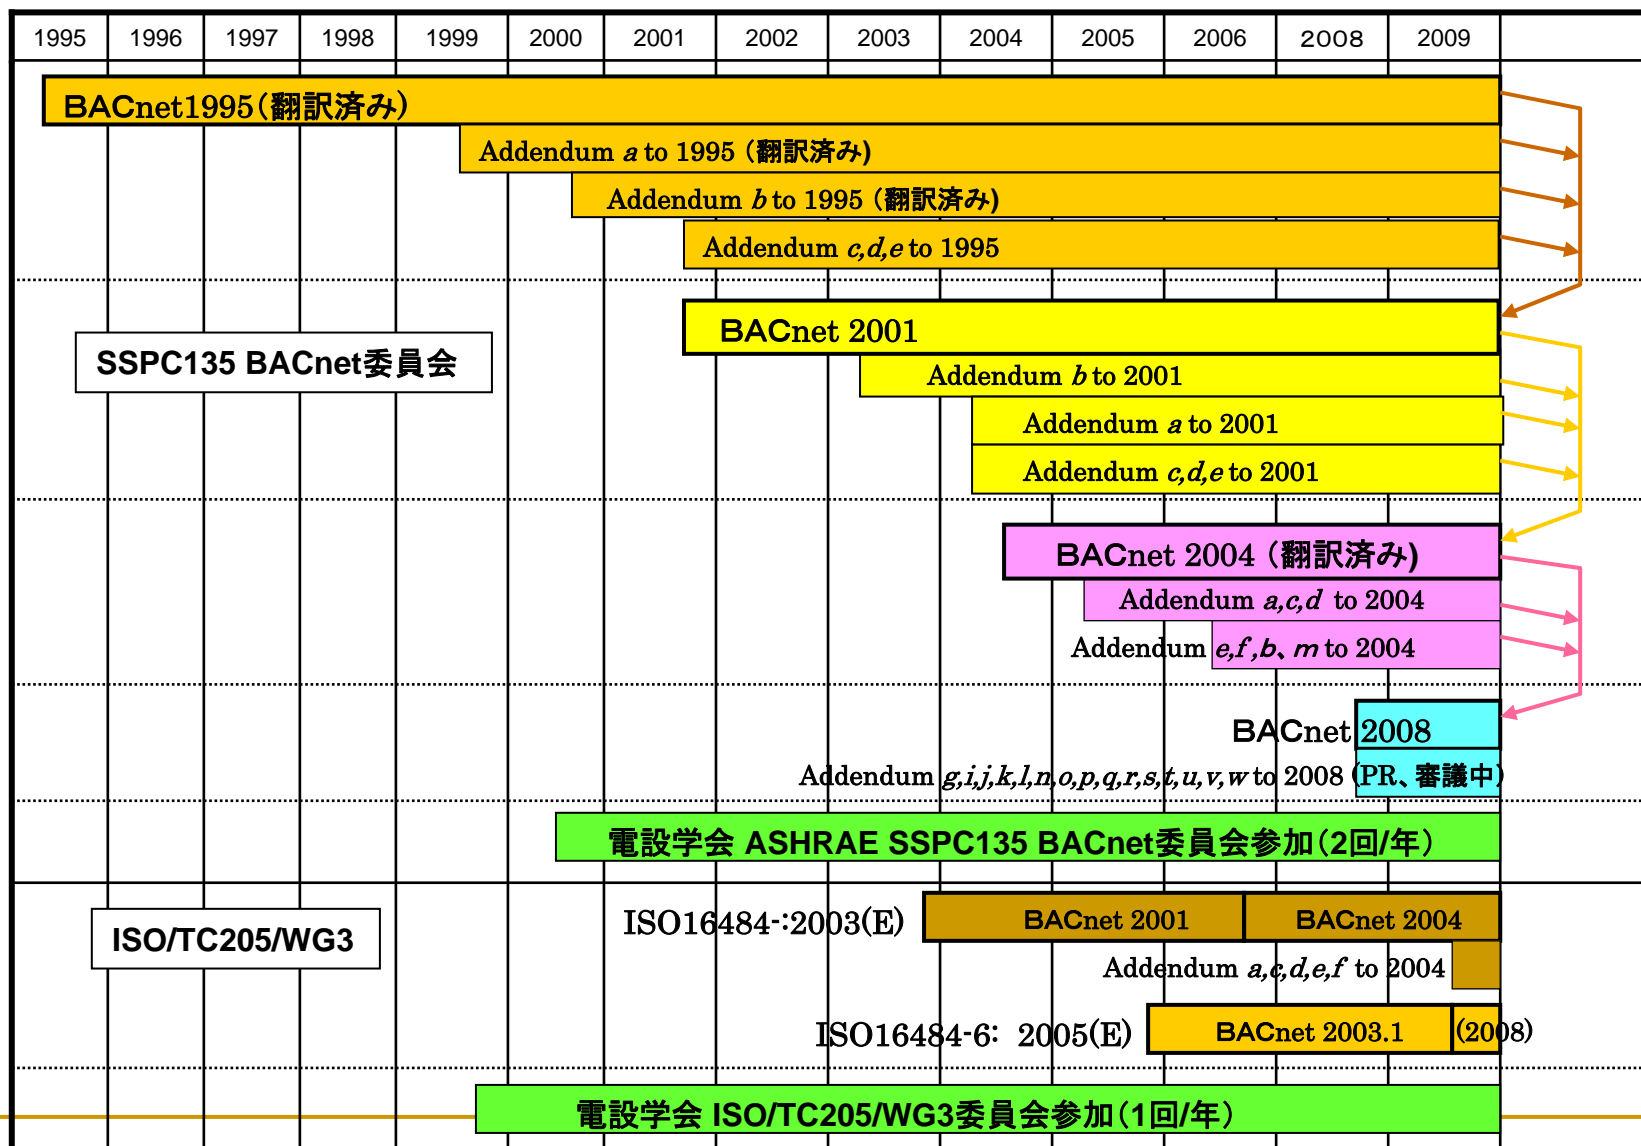 1995 1996 1997 1998 1999 2000 2001 2002 2003 2004 2005 2006 2008 2009
BACnet1995(翻訳済み)
Addendum a to 1995 (翻訳済み)
Addendum b to 1995 (翻訳済み)
Addendum c,d,e to 1995
BACnet 2001
SSPC135 BACnet委員会
Addendum b to 2001
Addendum a to 2001
Addendum c,d,e to 2001
BACnet 2004 (翻訳済み)
Addendum a,c,d to 2004
Addendum e,f,b、m to 2004
BACnet 2008
Addendum g,i,j,k,l,n,o,p,q,r,s,t,u,v,w to 2008 (PR、審議中)
電設学会 ASHRAE SSPC135 BACnet委員会参加(2回/年)
ISO16484-:2003(E) BACnet 2001 BACnet 2004
ISO/TC205/WG3
Addendum a,c,d,e,f to 2004
ISO16484-6: 2005(E) BACnet 2003.1 (2008)
電設学会 ISO/TC205/WG3委員会参加(1回/年)